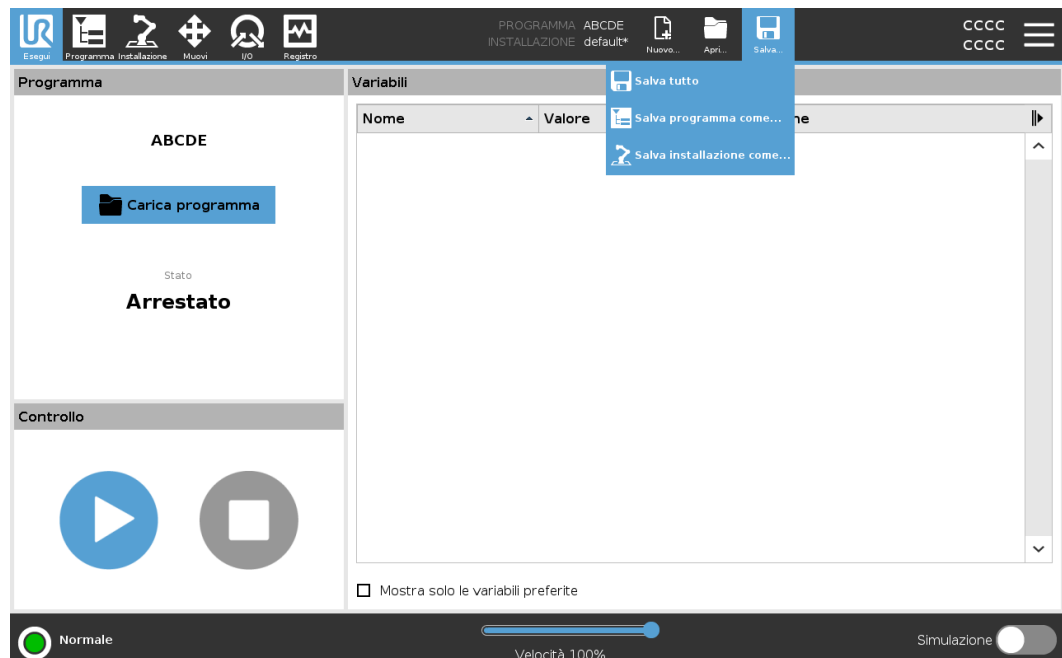 Esegui
Programma
Installazione
Muovi
I/O
Registro
PROGRAMMA ABCDE
INSTALLAZIONE default*
Nuovo...
Apri...
Salva...
CCCC
CCCC
Programma
ABCDE
Carica programma
Stato
Arrestato
Controllo
Variabili
Nome
Valore
Salva tutto
Salva programma come...
Salva installazione come...
Mostra solo le variabili preferite
Normale
Velocità 100%
Simulazione